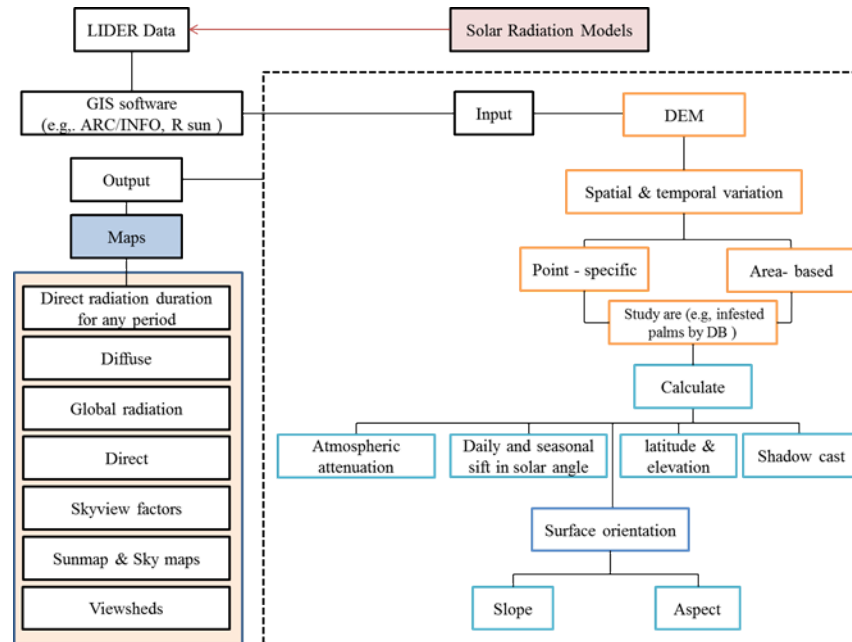 LIDER Data
Solar Radiation Models
GIS software
(e.g,. ARC/INFO, R sun )
Input
DEM
Output
Spatial & temporal variation
Maps
Point - specific
Area- based
Direct radiation duration
for any period
Study are (e.g, infested
palms by DB )
Diffuse
Calculate
Global radiation
Atmospheric
attenuation
Daily and seasonal
sift in solar angle
latitude &
elevation
Shadow cast
Direct
Skyview factors
Surface orientation
Sunmap & Sky maps
Viewsheds
Slope
Aspect